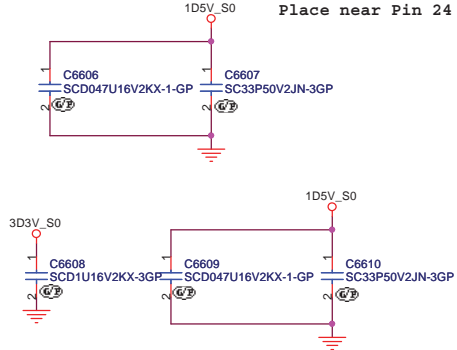 1D5V_S0 Place near Pin 24
1 C6606 1 C6607
SCD047U16V2KX-1-GP SC33P50V2JN-3GP
2 G/P 2 G/P
1D5V_S0
3D3V_S0
1 C6608 1 C6609 1 C6610
SCD1U16V2KX-3GP SCD047U16V2KX-1-GP SC33P50V2JN-3GP
2 G/P 2 G/P 2 G/P